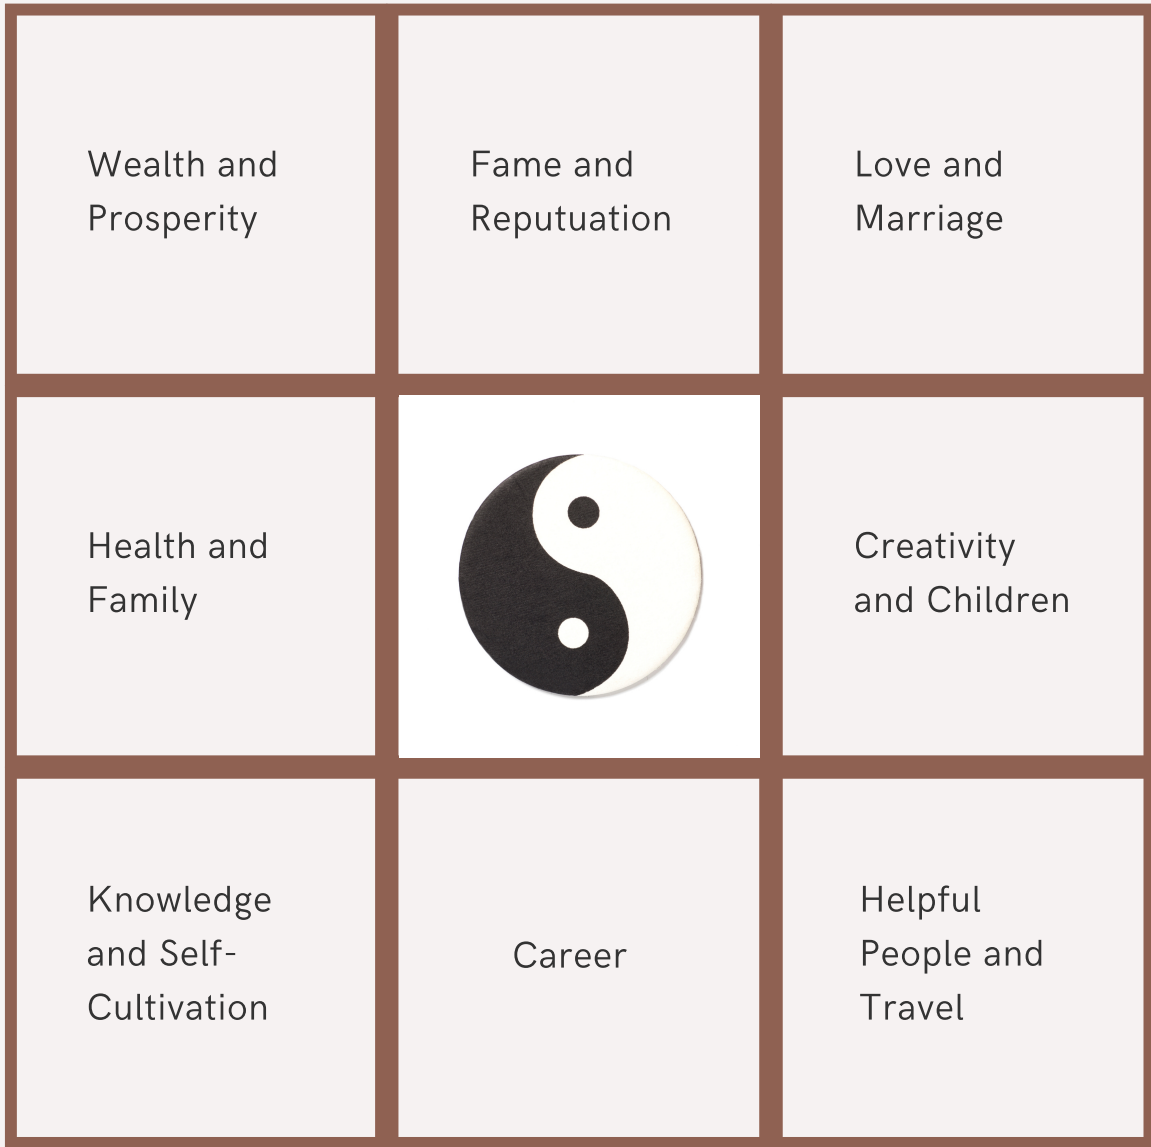 Wealth and
Prosperity
Fame and
Reputuation
Love and
Marriage
Health and
Family
Creativity
and Children
Knowledge
and Self-
Cultivation
Career
Helpful
People and
Travel